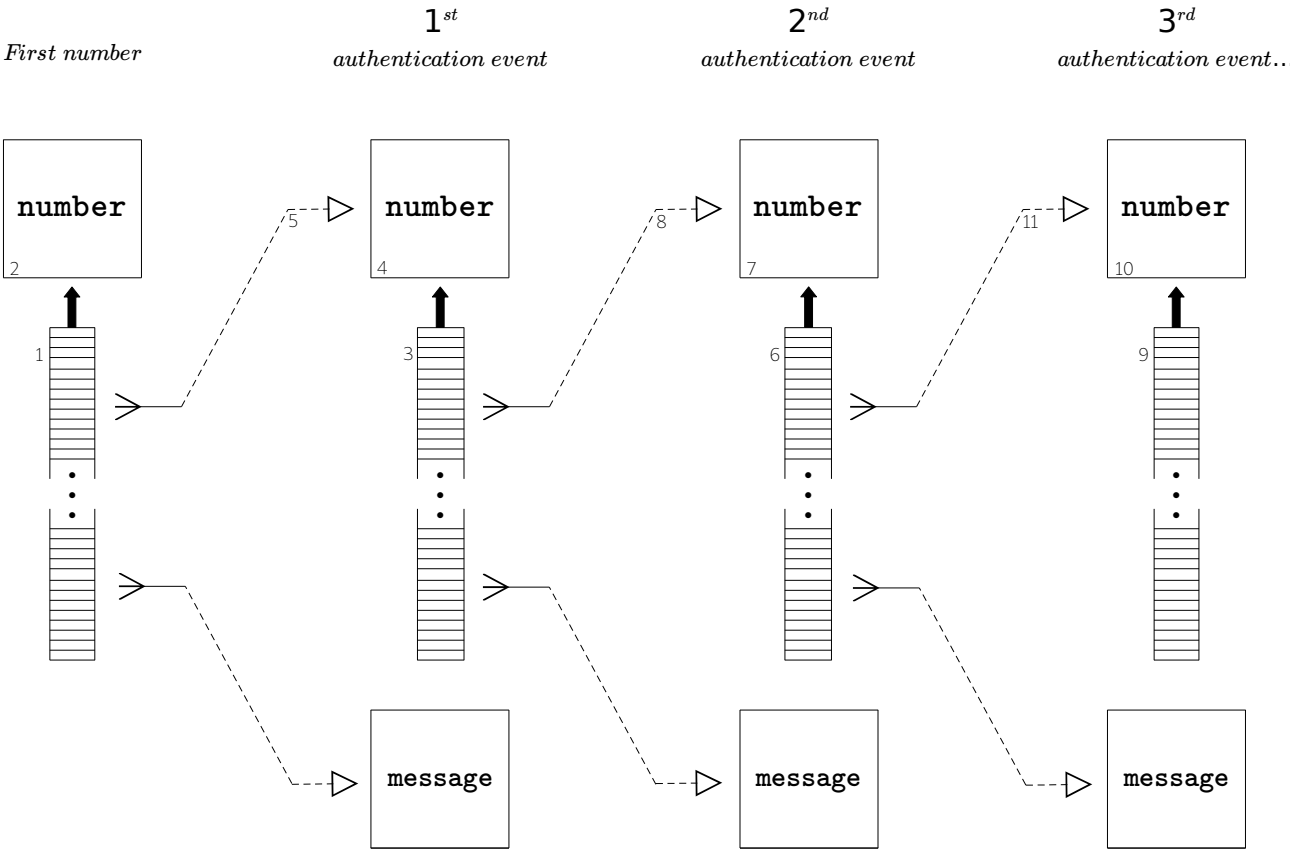 First number
1st
authentication event
2nd
authentication event
3rd
authentication event...
number
2
number
4
number
7
number
10
5
8
11
1
3
6
9
message
message
message